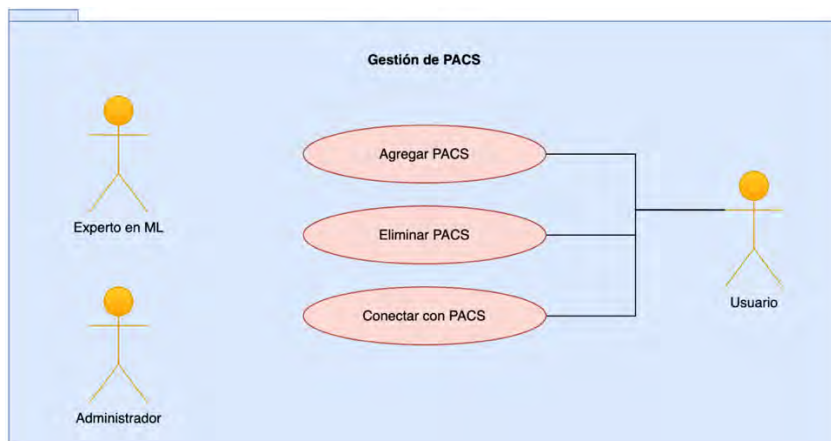 Gestión de PACS
Agregar PACS
Experto en ML
Eliminar PACS
Usuario
Conectar con PACS
Administrador